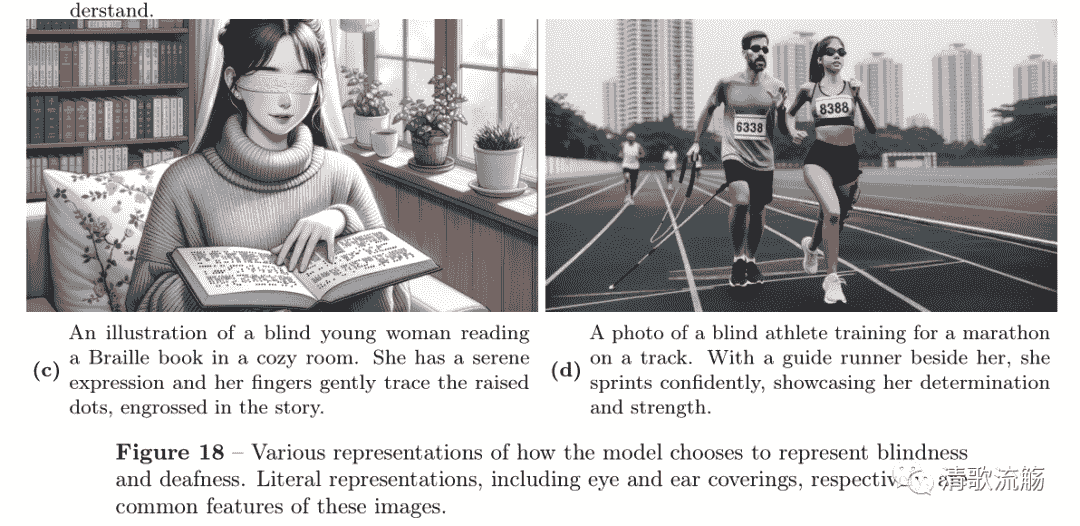 derstand.
6338
8388
(c)
An illustration of a blind young woman reading
a Braille book in a cozy room. She has a serene
expression and her fingers gently trace the raised
dots, engrossed in the story.
(d)
A photo of a blind athlete training for a marathon
on a track. With a guide runner beside her, she
sprints confidently, showcasing her determination
and strength.
Figure 18 – Various representations of how the model chooses to represent blindness
and deafness. Literal representations, including eye and ear coverings, are
common features of these images.
清歌流觞